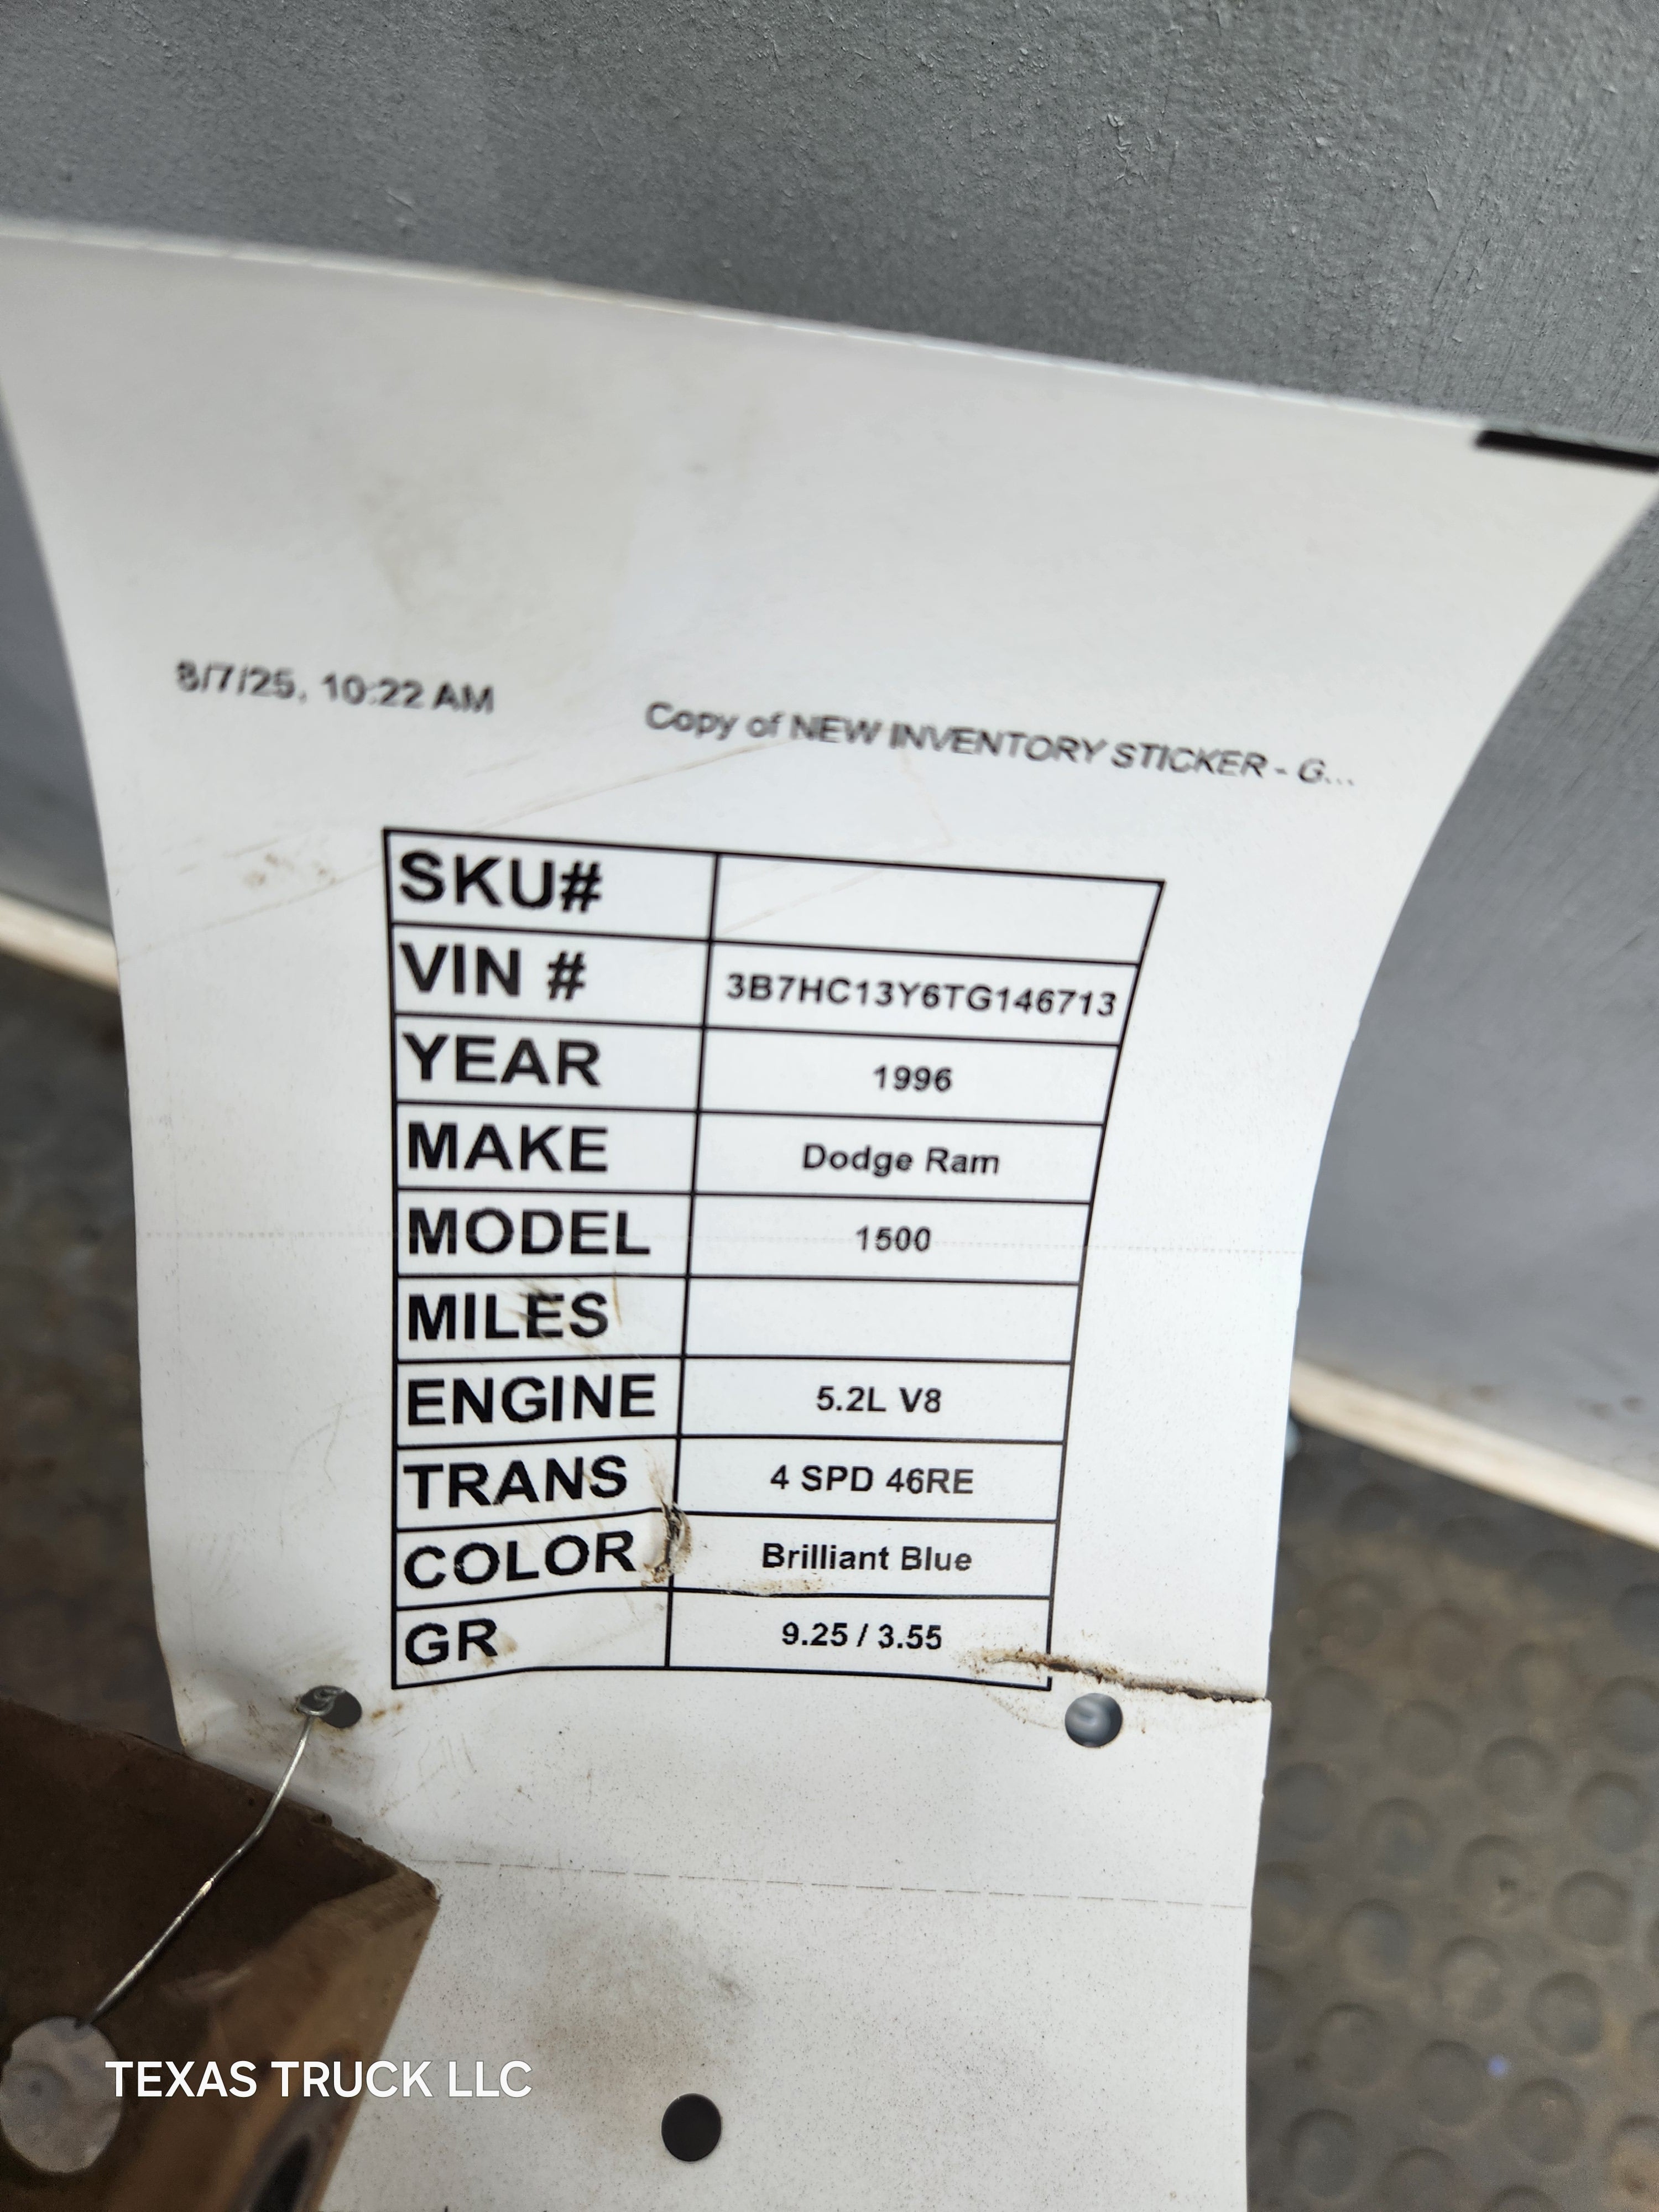 8/7/25, 10:22 AM
Copy of NEW INVENTORY STICKER - G...
SKU#
VIN # 3B7HC13Y6TG146713
YEAR 1996
MAKE Dodge Ram
MODEL 1500
MILES
ENGINE 5.2L V8
TRANS 4 SPD 46RE
COLOR Brilliant Blue
GR 9.25 / 3.55
TEXAS TRUCK LLC